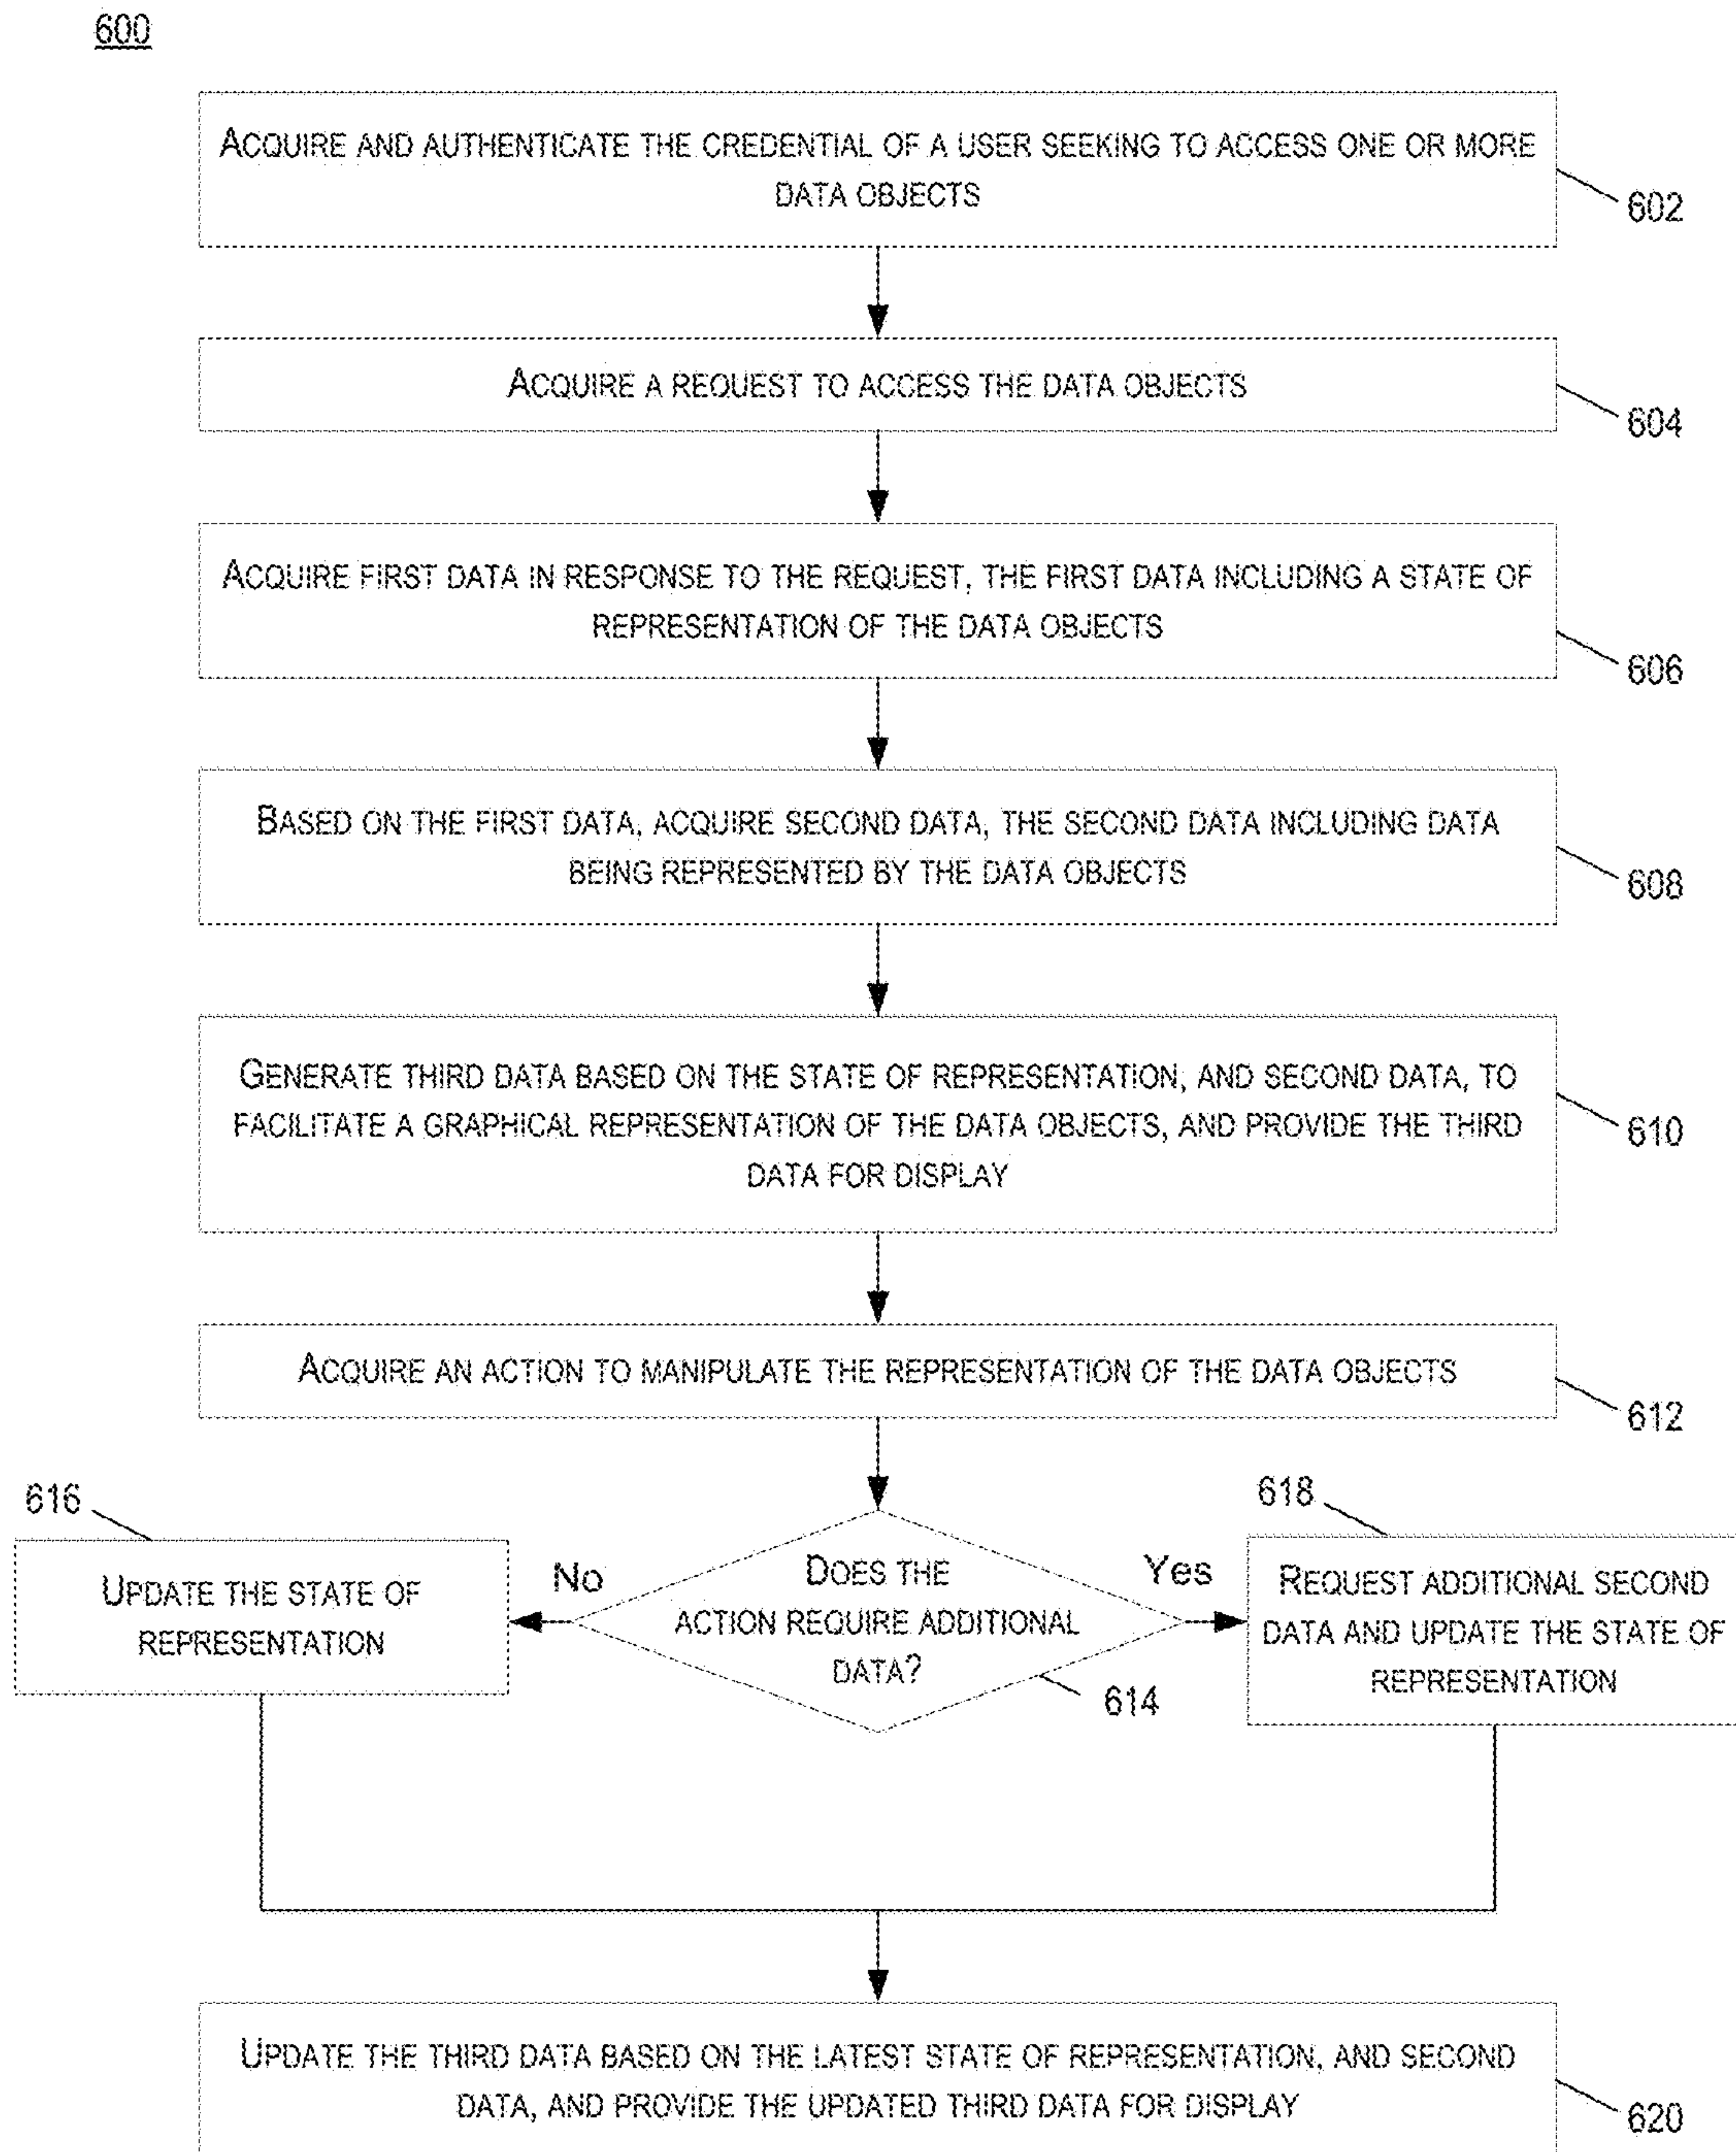 600
ACQUIRE AND AUTHENTICATE THE CREDENTIAL OF A USER SEEKING TO ACCESS ONE OR MORE
DATA OBJECTS
602
ACQUIRE A REQUEST TO ACCESS THE DATA OBJECTS
604
ACQUIRE FIRST DATA IN RESPONSE TO THE REQUEST, THE FIRST DATA INCLUDING A STATE OF
REPRESENTATION OF THE DATA OBJECTS
606
BASED ON THE FIRST DATA, ACQUIRE SECOND DATA, THE SECOND DATA INCLUDING DATA
BEING REPRESENTED BY THE DATA OBJECTS
608
GENERATE THIRD DATA BASED ON THE STATE OF REPRESENTATION, AND SECOND DATA, TO
FACILITATE A GRAPHICAL REPRESENTATION OF THE DATA OBJECTS, AND PROVIDE THE THIRD
DATA FOR DISPLAY
610
ACQUIRE AN ACTION TO MANIPULATE THE REPRESENTATION OF THE DATA OBJECTS
612
616
UPDATE THE STATE OF
REPRESENTATION
No
DOES THE
ACTION REQUIRE ADDITIONAL
DATA?
614
Yes
618
REQUEST ADDITIONAL SECOND
DATA AND UPDATE THE STATE OF
REPRESENTATION
UPDATE THE THIRD DATA BASED ON THE LATEST STATE OF REPRESENTATION, AND SECOND
DATA, AND PROVIDE THE UPDATED THIRD DATA FOR DISPLAY
620